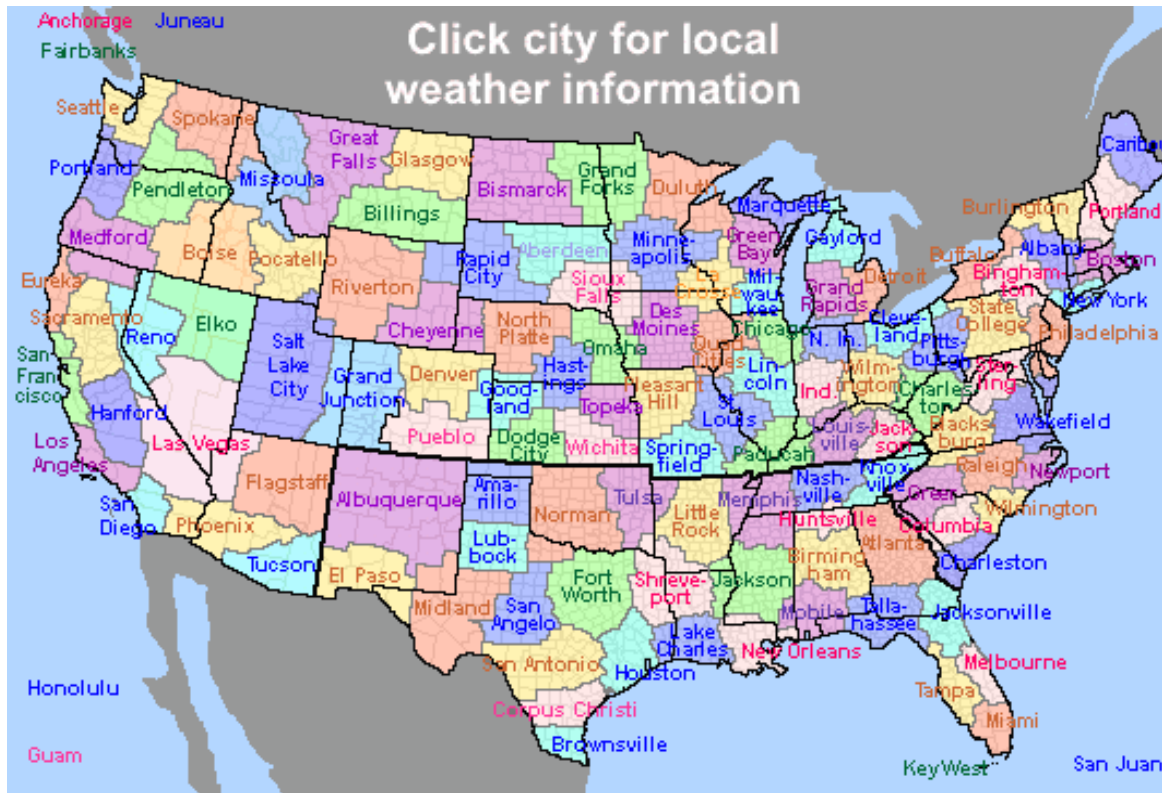 Anchorage
Juneau
Fairbanks
Click city for local
weather information
Seattle
Spokane
Great
Falls
Glasgow
Bismarck
Grand
Forks
Duluth
Caribou
Portland
Missoula
Pendleton
Billings
Aberdeen
Minne-
apolis
Marquette
Green
Bay
Gaylord
Burlington
Portland
Medford
Boise
Pocatello
Rapid
City
Sioux
Falls
La
Crosse
Mil-
wau-
kee
Grand
Rapids
Detroit
Buffalo
Albany
Boston
Bingham-
ton
Eureka
Riverton
Sacramento
Reno
Elko
Salt
Lake
City
Cheyenne
North
Platte
Omaha
Des
Moines
Quad
Cities
Chicago
N. In.
Cleve-
land
Pitts-
burgh
State
College
New York
Philadelphia
San-
Fran
cisco
Hanford
Grand
Junction
Denver
Good-
land
Hast-
ings
Pleasant
Hill
Lin-
coln
Ind.
Wilm-
ington
Charles
ton
Ster-
ring
Los
Angeles
Las Vegas
Pueblo
Dodge
City
Topeka
Wichita
St
Louis
Spring-
field
Paducah
Louis-
ville
Jack
son
Blacks
burg
Wakefield
San
Diego
Flagstaff
Phoenix
Tucson
Albuquerque
Ama-
rillo
Lub-
bock
Norman
Tulsa
Little
Rock
Memphis
Nash-
ville
Knox-
ville
Raleigh
Newport
Greer
Wilmington
Huntsville
Columbia
Birming
ham
Atlanta
Charleston
El Paso
Midland
San
Angelo
Fort
Worth
Shreve-
port
Jackson
Mobile
Talla-
hassee
Jacksonville
San Antonio
Houston
Lake
Charles
New Orleans
Melbourne
Tampa
Miami
Honolulu
Corpus Christi
Brownsville
Guam
Key West
San Juan